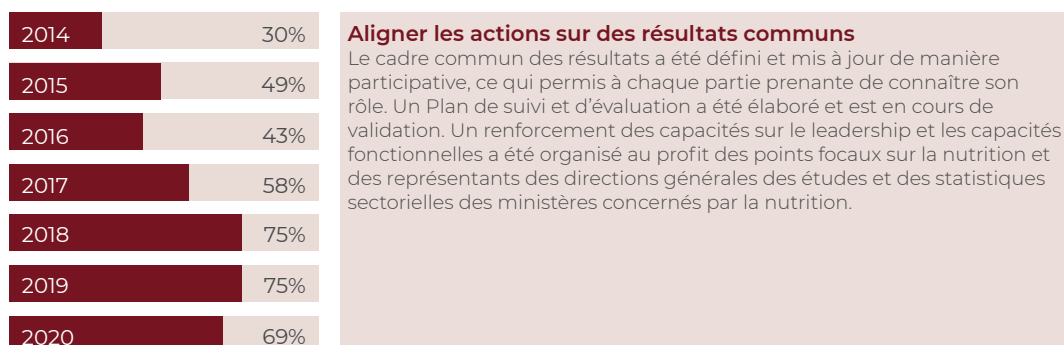 2014 30%
2015 49%
2016 43%
2017 58%
2018 75%
2019 75%
2020 69%
Aligner les actions sur des résultats communs
Le cadre commun des résultats a été défini et mis à jour de manière
participative, ce qui permis à chaque partie prenante de connaître son
rôle. Un Plan de suivi et d’évaluation a été élaboré et est en cours de
validation. Un renforcement des capacités sur le leadership et les capacités
fonctionnelles a été organisé au profit des points focaux sur la nutrition et
des représentants des directions générales des études et des statistiques
sectorielles des ministères concernés par la nutrition.